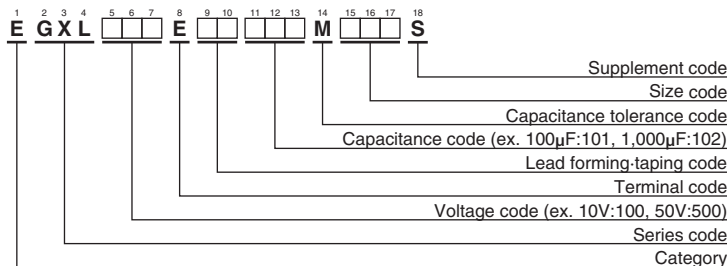 1 2 3 4 5 6 7 8 9 10 11 12 13 14 15 16 17 18
E G X L E M S
Supplement code
Size code
Capacitance tolerance code
Capacitance code (ex. 100μF:101, 1,000μF:102)
Lead forming·taping code
Terminal code
Voltage code (ex. 10V:100, 50V:500)
Series code
Category